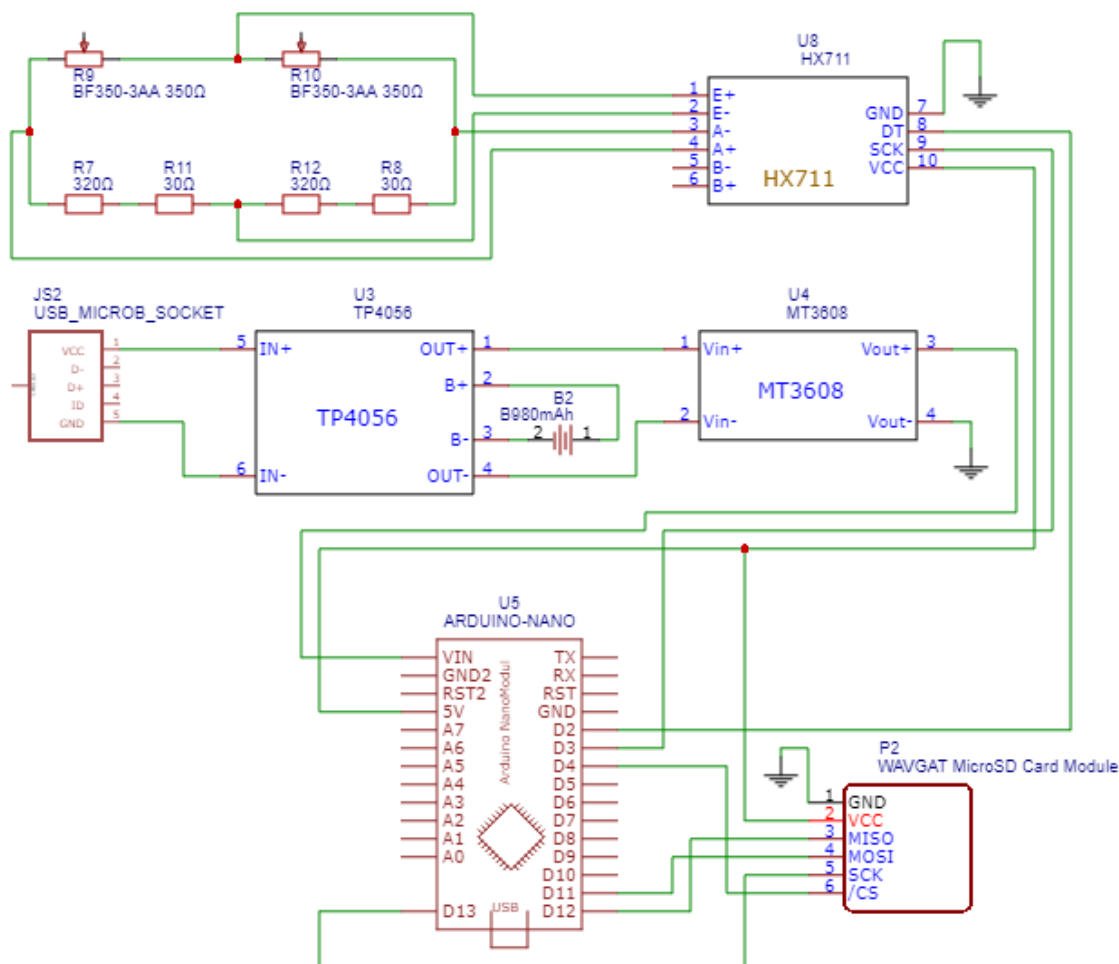 R9
BF350-3AA 350Ω
R10
BF350-3AA 350Ω
R7
320Ω
R11
30Ω
R12
320Ω
R8
30Ω
U8
HX711
1 E+
2 E-
3 A-
4 A+
5 B-
6 B+
HX711
GND 7
DT 8
SCK 9
VCC 10
JS2
USB_MICROB_SOCKET
VCC 1
D- 2
D+ 3
ID 4
GND 5
U3
TP4056
5 IN+
6 IN-
TP4056
OUT+ 1
B+ 2
B- 3
OUT- 4
B2
B980mAh
2 1
U4
MT3608
1 Vin+
2 Vin-
MT3608
Vout+ 3
Vout- 4
U5
ARDUINO-NANO
VIN
GND2
RST2
5V
A7
A6
A5
A4
A3
A2
A1
A0
D13
Arduino NanoModul
USB
TX
RX
RST
GND
D2
D3
D4
D5
D6
D7
D8
D9
D10
D11
D12
P2
WAVGAT MicroSD Card Module
1 GND
2 VCC
3 MISO
4 MOSI
5 SCK
6 /CS